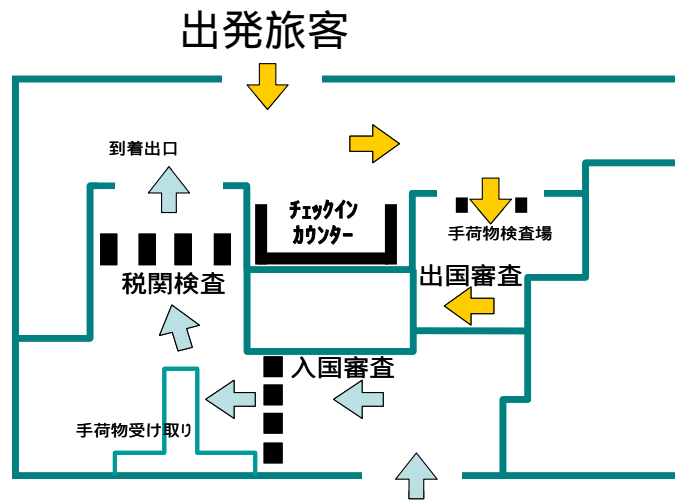 出発旅客
到着出口
チェックイン
カウンター
手荷物検査場
税関検査
出国審査
入国審査
手荷物受け取り